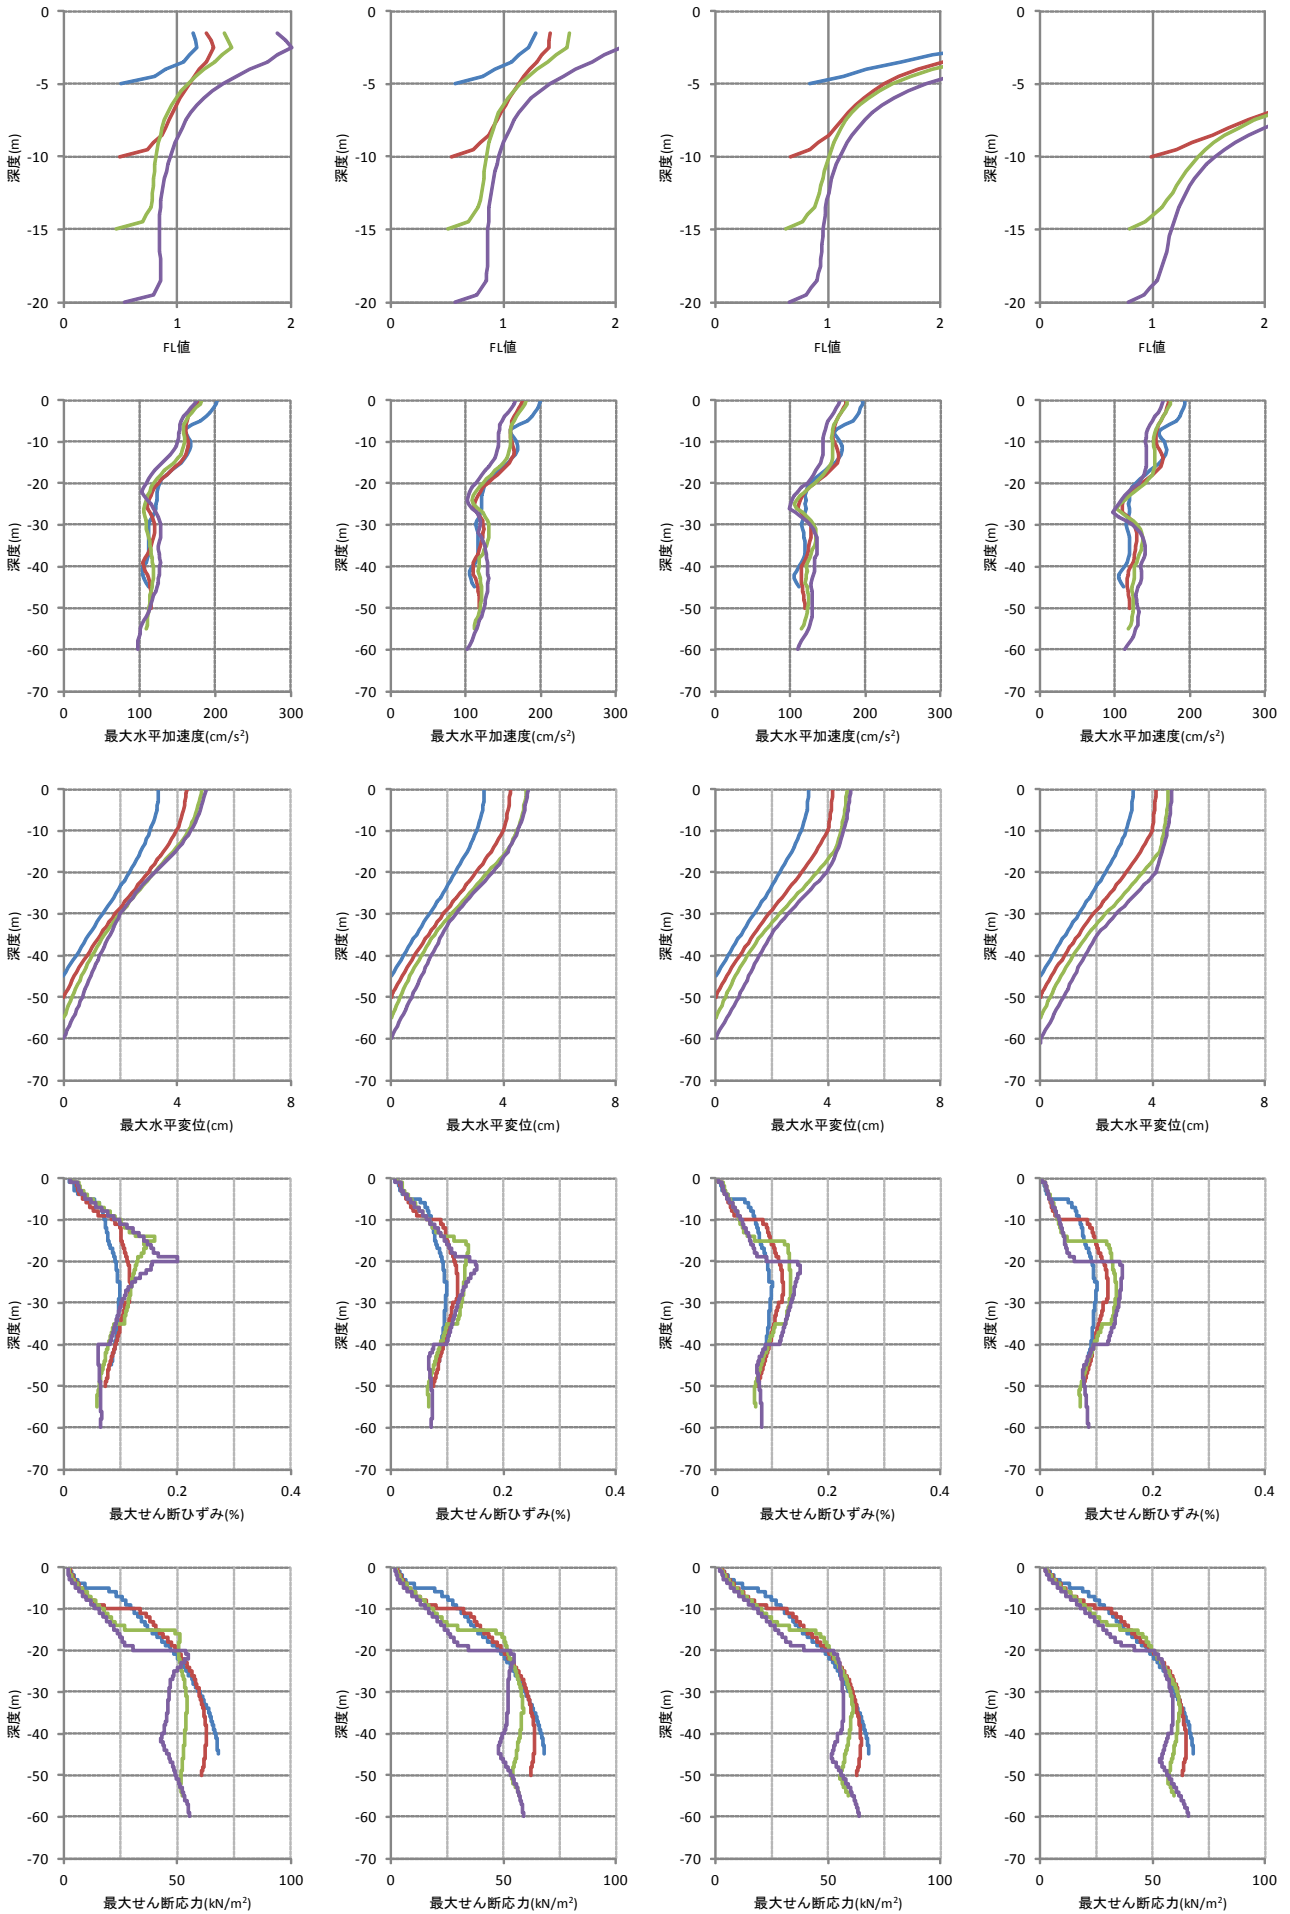 0 0 0 0
-5 -5 -5 -5
深度(m) 深度(m) 深度(m) 深度(m)
-10 -10 -10 -10
-15 -15 -15 -15
-20 -20 -20 -20
0 1 2 0 1 2 0 1 2 0 1 2
FL値 FL値 FL値 FL値
0 0 0 0
-10 -10 -10 -10
-20 -20 -20 -20
-30 -30 -30 -30
深度(m) 深度(m) 深度(m) 深度(m)
-40 -40 -40 -40
-50 -50 -50 -50
-60 -60 -60 -60
-70 -70 -70 -70
0 100 200 300 0 100 200 300 0 100 200 300 0 100 200 300
最大水平加速度(cm/s²) 最大水平加速度(cm/s²) 最大水平加速度(cm/s²) 最大水平加速度(cm/s²)
0 0 0 0
-10 -10 -10 -10
-20 -20 -20 -20
-30 -30 -30 -30
深度(m) 深度(m) 深度(m) 深度(m)
-40 -40 -40 -40
-50 -50 -50 -50
-60 -60 -60 -60
-70 -70 -70 -70
0 4 8 0 4 8 0 4 8 0 4 8
最大水平変位(cm) 最大水平変位(cm) 最大水平変位(cm) 最大水平変位(cm)
0 0 0 0
-10 -10 -10 -10
-20 -20 -20 -20
-30 -30 -30 -30
深度(m) 深度(m) 深度(m) 深度(m)
-40 -40 -40 -40
-50 -50 -50 -50
-60 -60 -60 -60
-70 -70 -70 -70
0 0.2 0.4 0 0.2 0.4 0 0.2 0.4 0 0.2 0.4
最大せん断ひずみ(%) 最大せん断ひずみ(%) 最大せん断ひずみ(%) 最大せん断ひずみ(%)
0 0 0 0
-10 -10 -10 -10
-20 -20 -20 -20
-30 -30 -30 -30
深度(m) 深度(m) 深度(m) 深度(m)
-40 -40 -40 -40
-50 -50 -50 -50
-60 -60 -60 -60
-70 -70 -70 -70
0 50 100 0 50 100 0 50 100 0 50 100
最大せん断応力(kN/m²) 最大せん断応力(kN/m²) 最大せん断応力(kN/m²) 最大せん断応力(kN/m²)